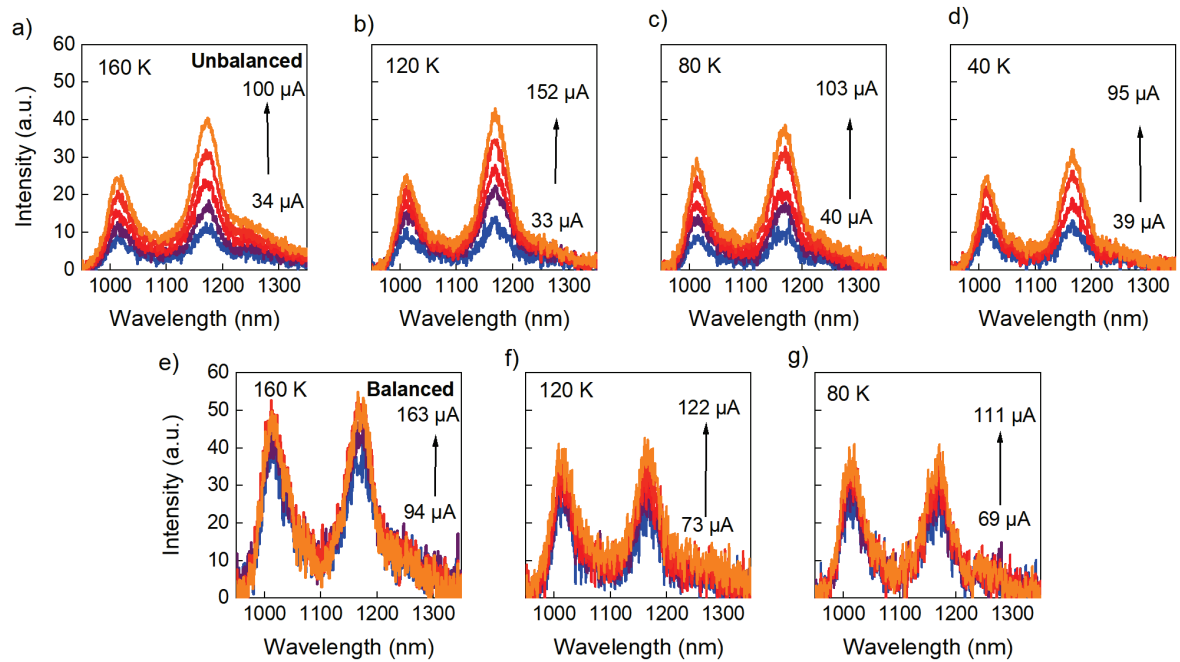 a)
60
50
40
30
20
10
0
Intensity (a.u.)
160 K
Unbalanced
100 µA
34 µA
1000 1100 1200 1300
Wavelength (nm)
b)
120 K
152 µA
33 µA
1000 1100 1200 1300
Wavelength (nm)
c)
80 K
103 µA
40 µA
1000 1100 1200 1300
Wavelength (nm)
d)
40 K
95 µA
39 µA
1000 1100 1200 1300
Wavelength (nm)
e)
60
50
40
30
20
10
0
Intensity (a.u.)
160 K
Balanced
163 µA
94 µA
1000 1100 1200 1300
Wavelength (nm)
f)
120 K
122 µA
73 µA
1000 1100 1200 1300
Wavelength (nm)
g)
80 K
111 µA
69 µA
1000 1100 1200 1300
Wavelength (nm)